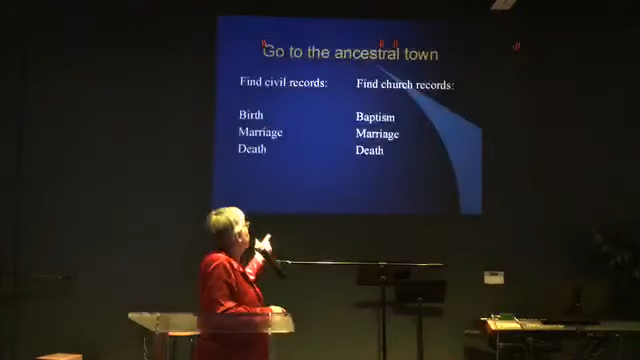 Go to the ancestral town
Find civil records:
Birth
Marriage
Death
Find church records:
Baptism
Marriage
Death